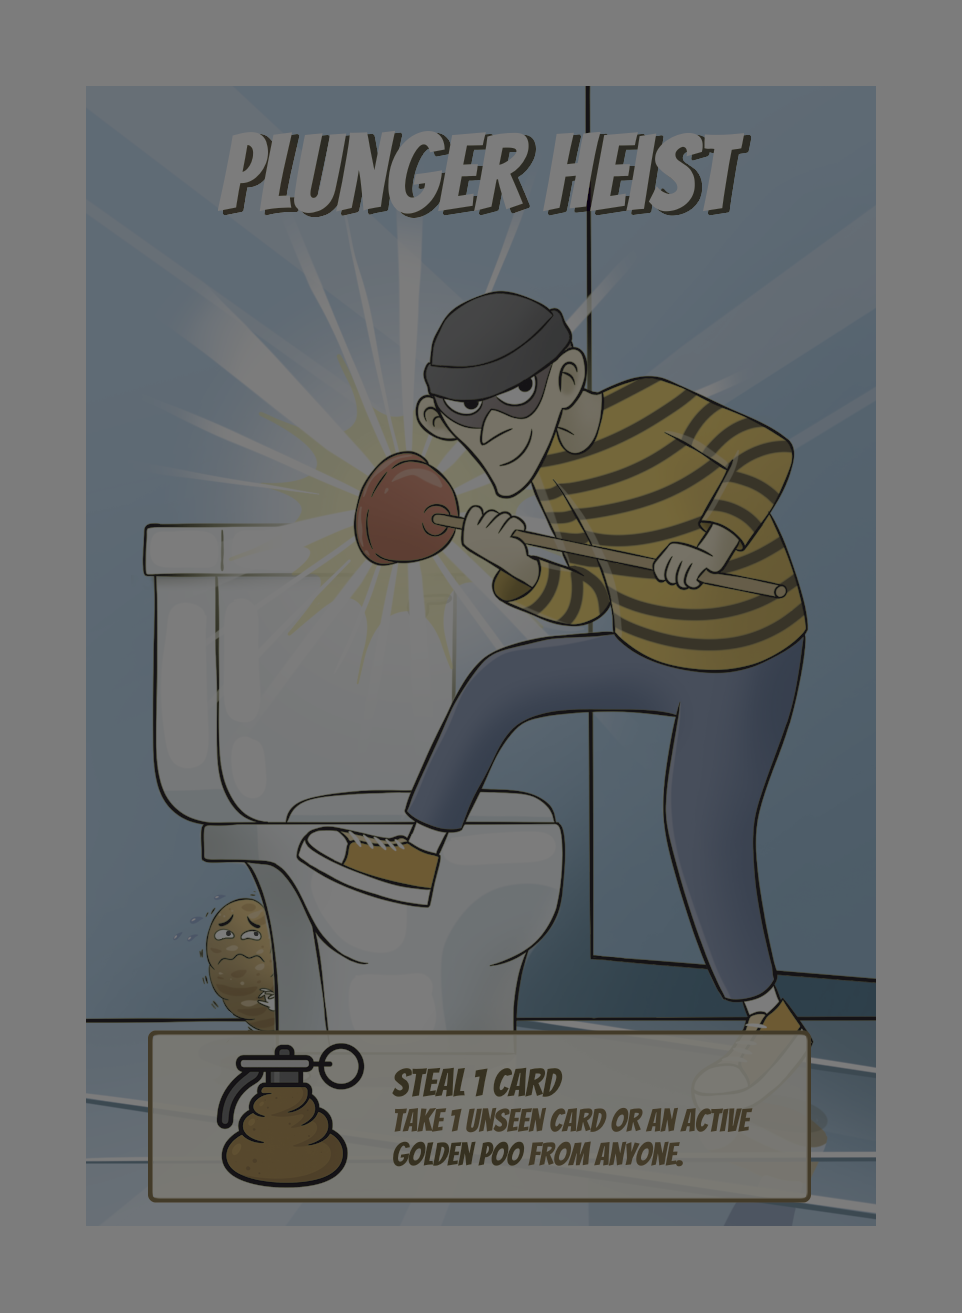 PLUNGER HEIST
STEAL 1 CARD
TAKE 1 UNSEEN CARD OR AN ACTIVE
GOLDEN POO FROM ANYONE.